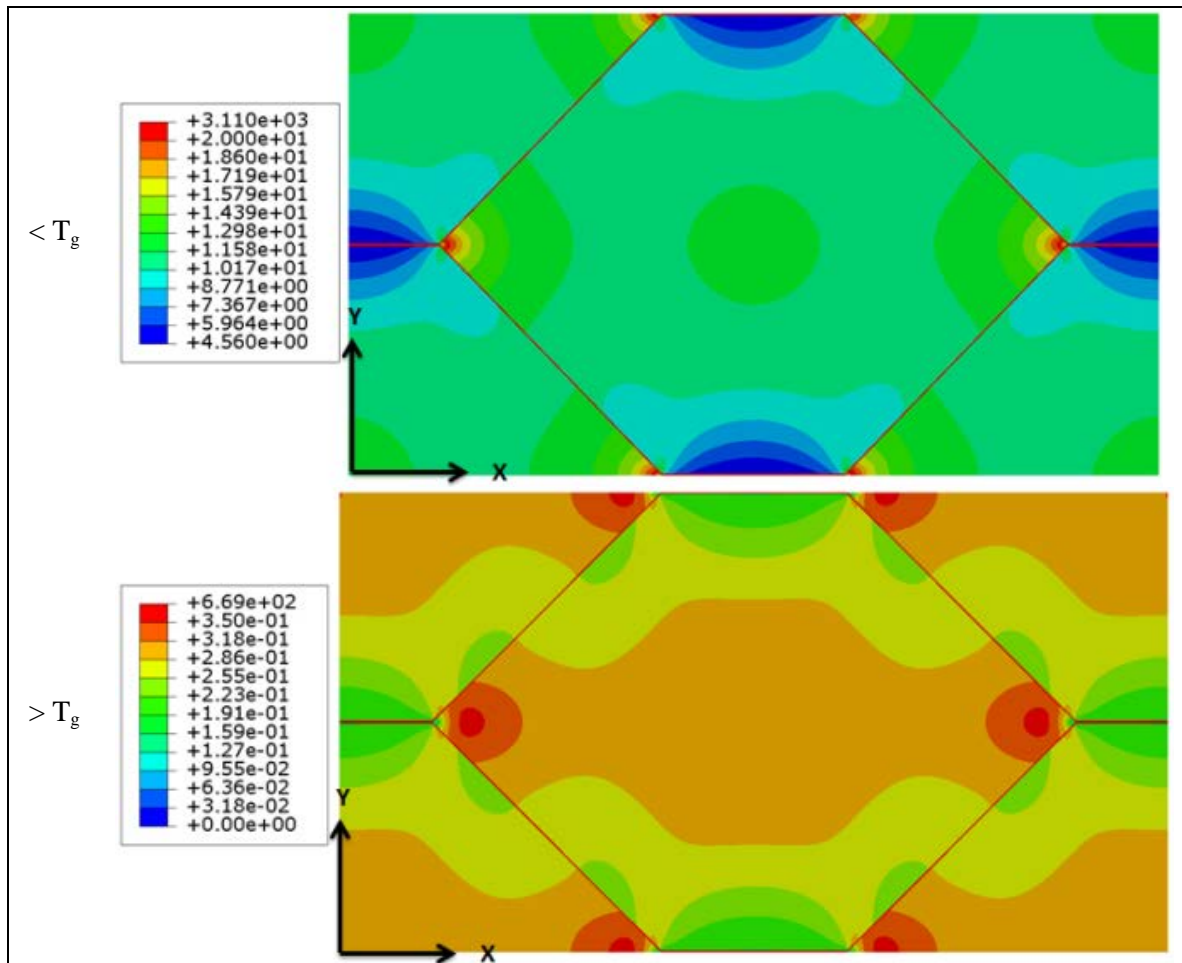 < Tg
+3.110e+03
+2.000e+01
+1.860e+01
+1.719e+01
+1.579e+01
+1.439e+01
+1.298e+01
+1.158e+01
+1.017e+01
+8.771e+00
+7.367e+00
+5.964e+00
+4.560e+00
Y
X
> Tg
+6.69e+02
+3.50e-01
+3.18e-01
+2.86e-01
+2.55e-01
+2.23e-01
+1.91e-01
+1.59e-01
+1.27e-01
+9.55e-02
+6.36e-02
+3.18e-02
+0.00e+00
Y
X